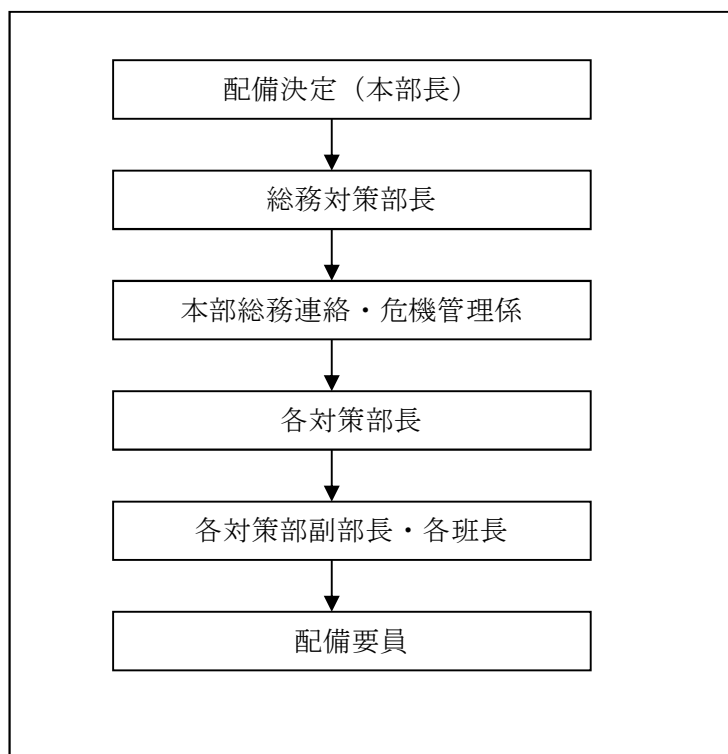 配備決定（本部長）
総務対策部長
本部総務連絡・危機管理係
各対策部長
各対策部副部長・各班長
配備要員